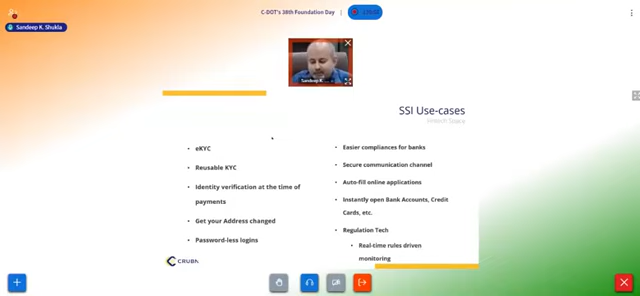 C-DOT's 38th Foundation Day
Sandeep K. Shukla
Sandeep K.
SSI Use-cases
Fintech Space
eKYC
Reusable KYC
Identity verification at the time of
payments
Get your Address changed
Password-less logins
Easier compliances for banks
Secure communication channel
Auto-fill online applications
Instantly open Bank Accounts, Credit
Cards, etc.
Regulation Tech
Real-time rules driven
monitoring
CRUBN